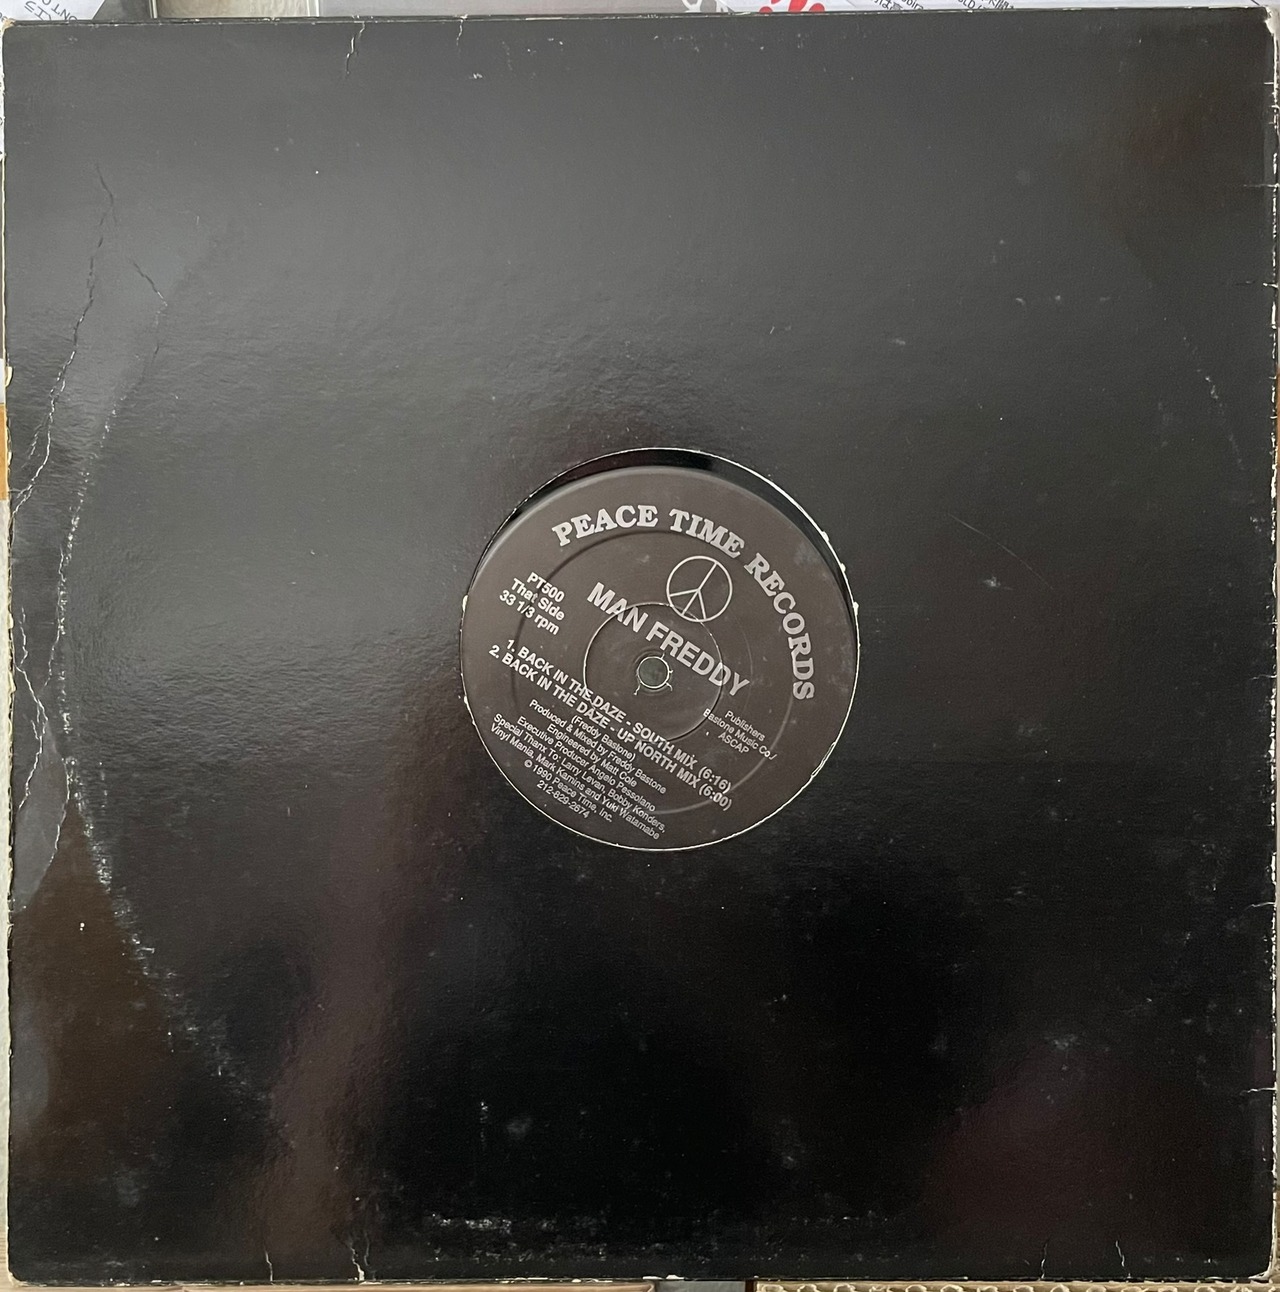 PEACE TIME RECORDS
PT500
That Side
33 1/3 rpm
MAN FREDDY
1. BACK IN THE DAZE - SOUTH MIX (6:16)
2. BACK IN THE DAZE - UP NORTH MIX (6:00)
(Freddy Bastone)
Produced & Mixed by Freddy Bastone
Engineered by Matt Cole
Executive Producer Angelo Pessolano
Special Thanx To: Larry Levan, Bobby Konders,
Vinyl Mania, Mark Kamins and Yuki Watamabe
© 1990 Peace Time, Inc.
212-829-2674
Publishers
Bastone Music Co./
ASCAP